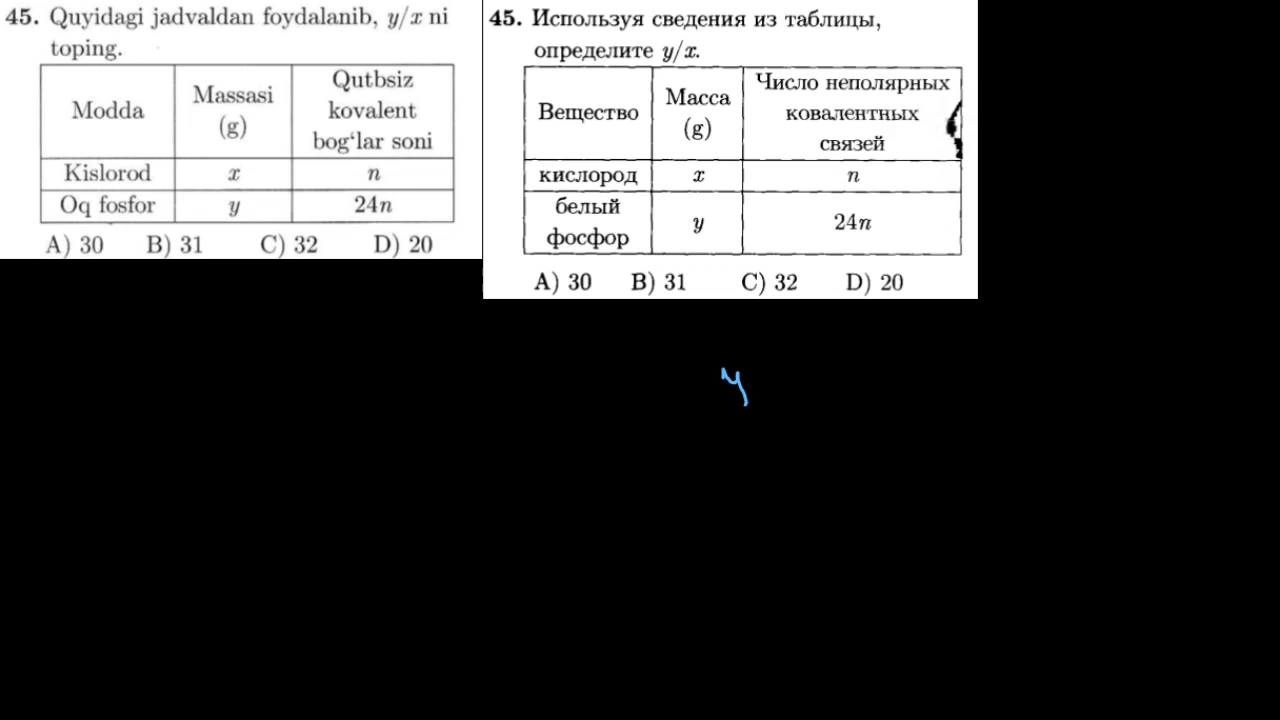 45. Quyidagi jadvaldan foydalanib, y/x ni
toping.
Modda
Massasi
(g)
Qutbsiz
kovalent
bog‘lar soni
Kislorod x n
Oq fosfor y 24n
A) 30 B) 31 C) 32 D) 20
45. Используя сведения из таблицы,
определите y/x.
Вещество
Масса
(g)
Число неполярных
ковалентных
связей
кислород x n
белый
фосфор
y 24n
A) 30 B) 31 C) 32 D) 20
y